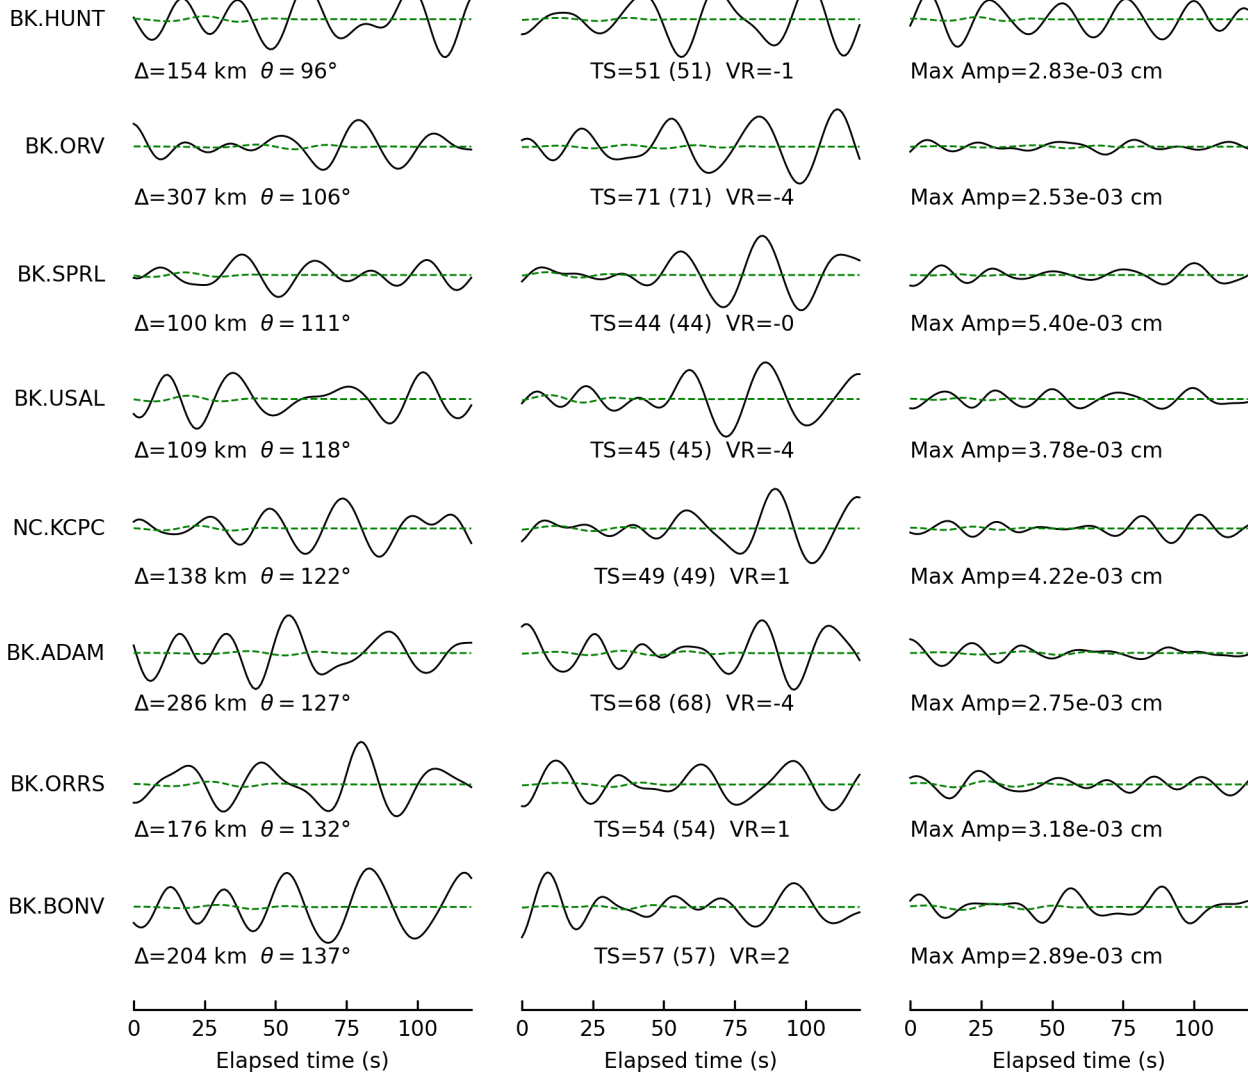 BK.HUNT
Δ=154 km θ = 96° TS=51 (51) VR=-1 Max Amp=2.83e-03 cm
BK.ORV
Δ=307 km θ = 106° TS=71 (71) VR=-4 Max Amp=2.53e-03 cm
BK.SPRL
Δ=100 km θ = 111° TS=44 (44) VR=-0 Max Amp=5.40e-03 cm
BK.USAL
Δ=109 km θ = 118° TS=45 (45) VR=-4 Max Amp=3.78e-03 cm
NC.KCPC
Δ=138 km θ = 122° TS=49 (49) VR=1 Max Amp=4.22e-03 cm
BK.ADAM
Δ=286 km θ = 127° TS=68 (68) VR=-4 Max Amp=2.75e-03 cm
BK.ORRS
Δ=176 km θ = 132° TS=54 (54) VR=1 Max Amp=3.18e-03 cm
BK.BONV
Δ=204 km θ = 137° TS=57 (57) VR=2 Max Amp=2.89e-03 cm
0 25 50 75 100 0 25 50 75 100 0 25 50 75 100
Elapsed time (s) Elapsed time (s) Elapsed time (s)